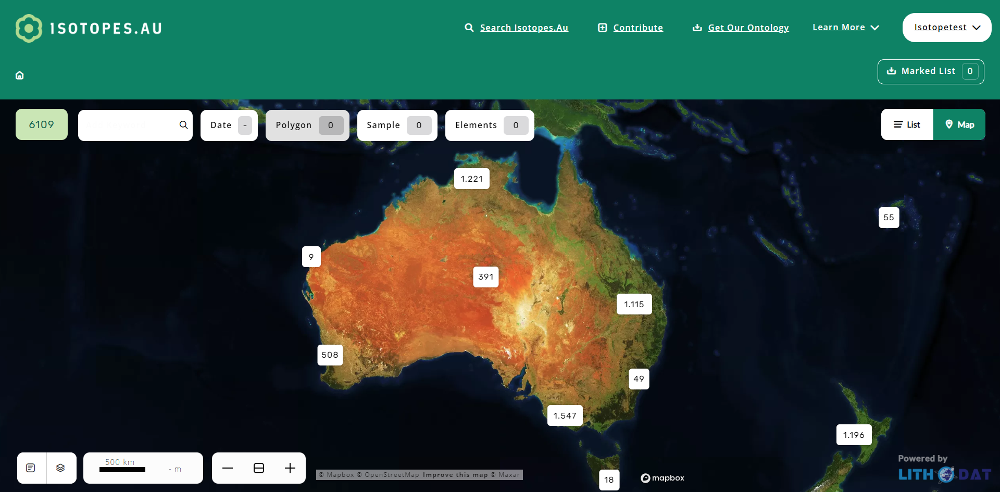 ISOTOPES.AU
Search Isotopes.Au
Contribute
Get Our Ontology
Learn More
Isotopetest
Marked List 0
6109
Date -
Polygon 0
Sample 0
Elements 0
List
Map
1.221
55
9
391
1.115
508
49
1.547
1.196
18
500 km
- m
© Mapbox © OpenStreetMap Improve this map © Maxar
mapbox
Powered by
LITHODAT